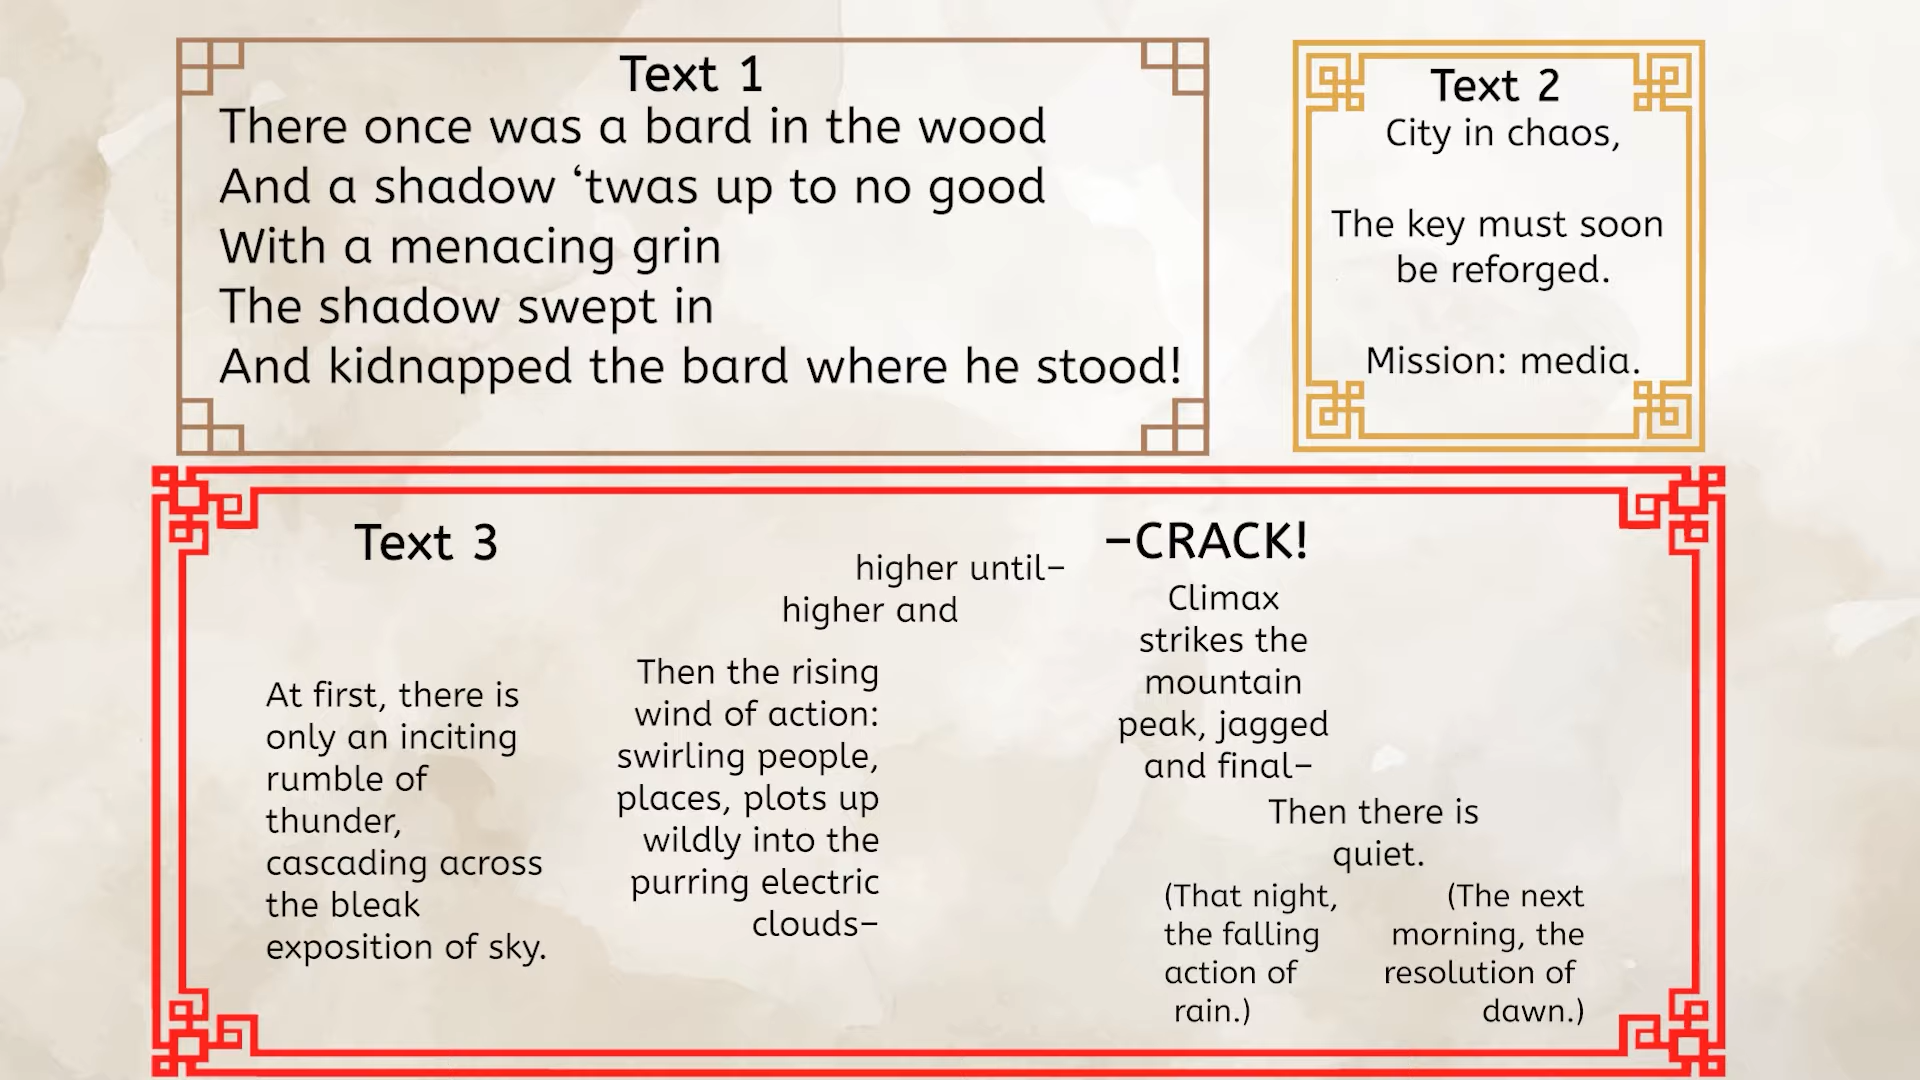 Text 1
There once was a bard in the wood
And a shadow ‘twas up to no good
With a menacing grin
The shadow swept in
And kidnapped the bard where he stood!
Text 2
City in chaos,
The key must soon
be reforged.
Mission: media.
Text 3
At first, there is
only an inciting
rumble of
thunder,
cascading across
the bleak
exposition of sky.
Then the rising
wind of action:
swirling people,
places, plots up
wildly into the
purring electric
clouds–
higher and
higher until–
–CRACK!
Climax
strikes the
mountain
peak, jagged
and final–
Then there is
quiet.
(That night,
the falling
action of
rain.)
(The next
morning, the
resolution of
dawn.)